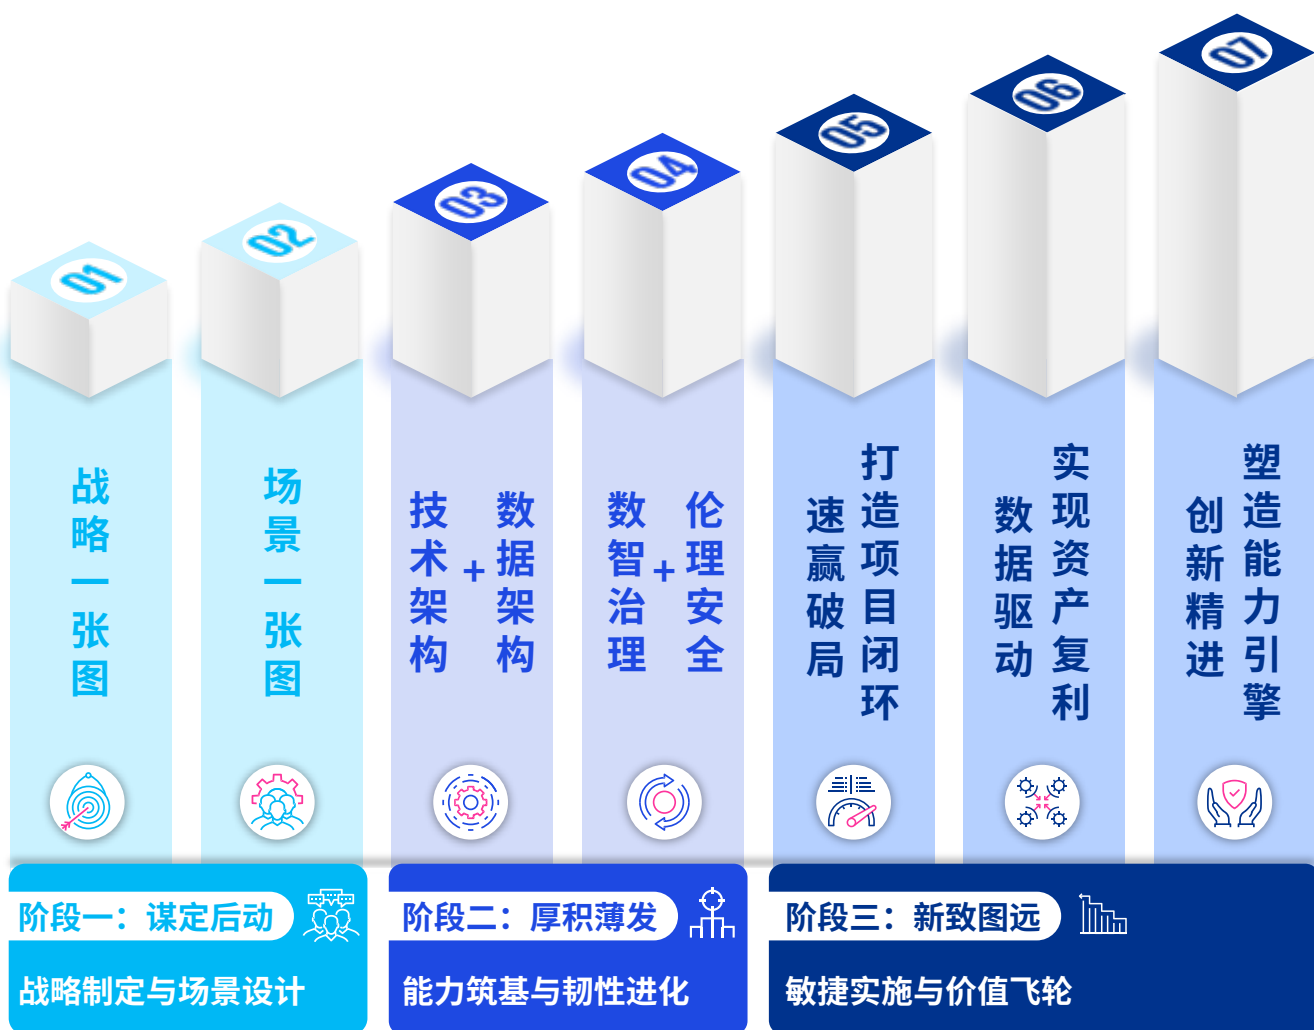 01
02
03
04
05
06
07
战略一张图
场景一张图
技术架构
+
数据架构
数智治理
+
伦理安全
速赢破局
打造项目闭环
数据驱动
实现资产复利
创新精进
塑造能力引擎
阶段一：谋定后动
战略制定与场景设计
阶段二：厚积薄发
能力筑基与韧性进化
阶段三：新致图远
敏捷实施与价值飞轮